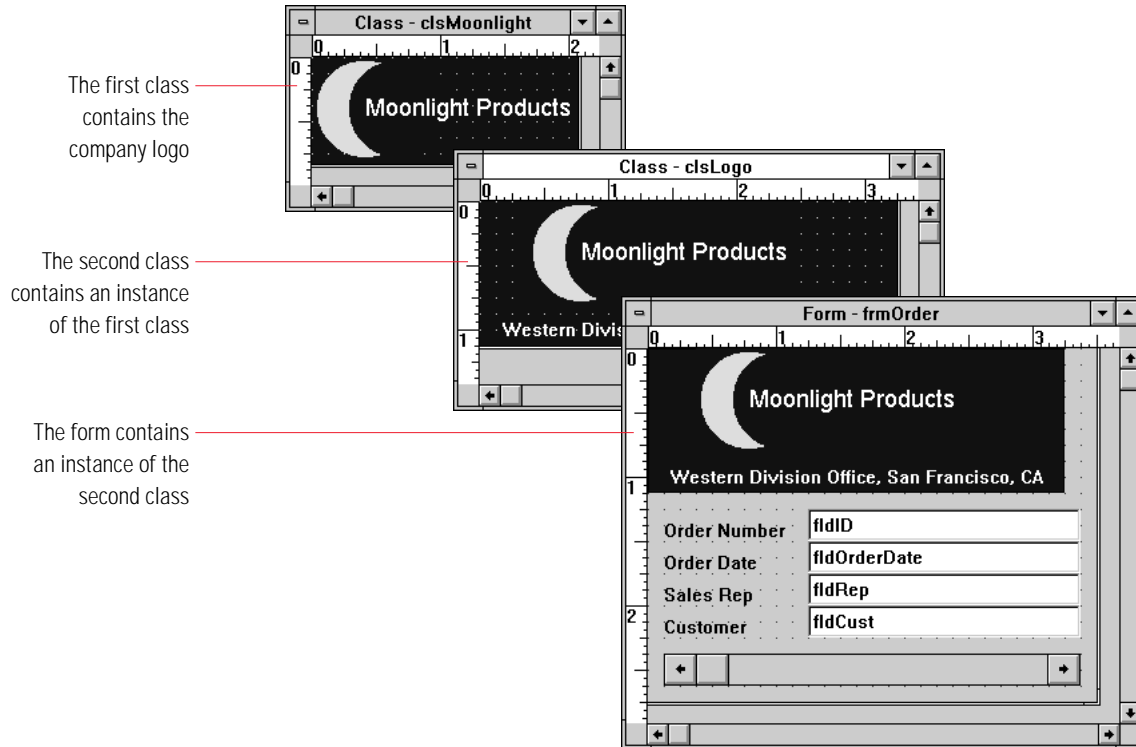 Class - clsMoonlight
0 1 2
0
Moonlight Products
The first class
contains the
company logo
Class - clsLogo
0 1 2 3
0
Moonlight Products
Western Divis
1
The second class
contains an instance
of the first class
Form - frmOrder
0 1 2 3
0
Moonlight Products
Western Division Office, San Francisco, CA
1
The form contains
an instance of the
second class
Order Number fldID
Order Date fldOrderDate
Sales Rep fldRep
2
Customer fldCust